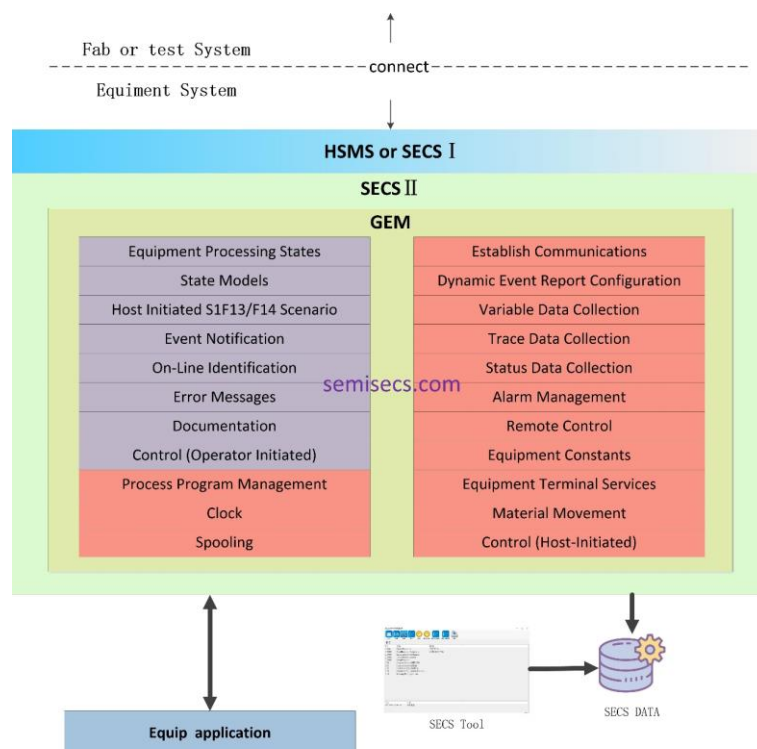 Fab or test System
connect
Equiment System
HSMS or SECS Ⅰ
SECS Ⅱ
GEM
Equipment Processing States
State Models
Host Initiated S1F13/F14 Scenario
Event Notification
On-Line Identification
Error Messages
Documentation
Control (Operator Initiated)
Process Program Management
Clock
Spooling
Establish Communications
Dynamic Event Report Configuration
Variable Data Collection
Trace Data Collection
Status Data Collection
Alarm Management
Remote Control
Equipment Constants
Equipment Terminal Services
Material Movement
Control (Host-Initiated)
semisecs.com
SECS Tool
SECS DATA
Equip application